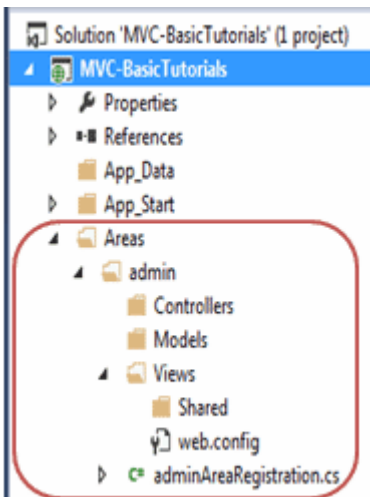 Solution 'MVC-BasicTutorials' (1 project)
MVC-BasicTutorials
Properties
References
App_Data
App_Start
Areas
admin
Controllers
Models
Views
Shared
web.config
C# adminAreaRegistration.cs